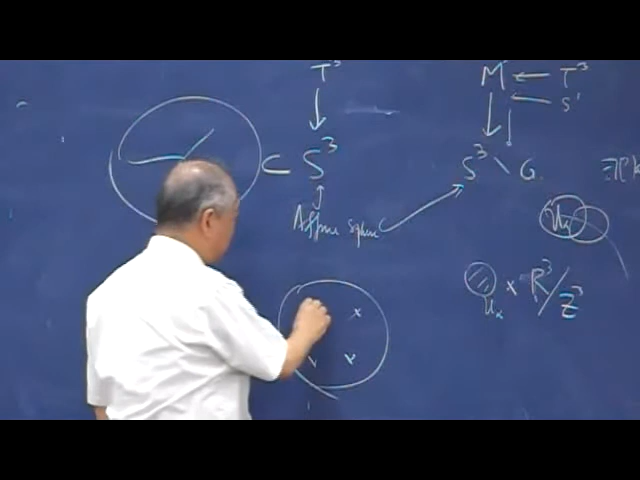 T³
M ← T³
S¹
⊂ S³
S³ \ G
Affine Sphere
U_x × R³/Z³